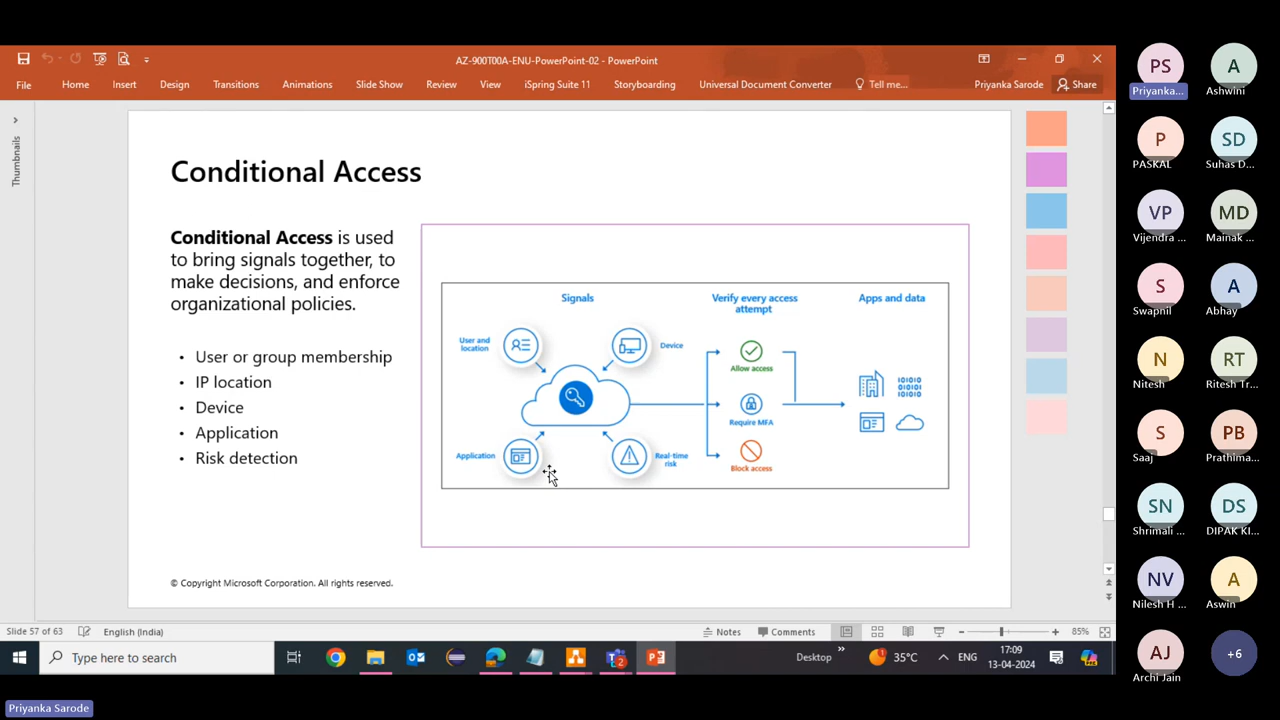 AZ-900T00A-ENU-PowerPoint-02 - PowerPoint
File Home Insert Design Transitions Animations Slide Show Review View iSpring Suite 11 Storyboarding Universal Document Converter Tell me... Priyanka Sarode Share
Thumbnails
Conditional Access
Conditional Access is used
to bring signals together, to
make decisions, and enforce
organizational policies.
• User or group membership
• IP location
• Device
• Application
• Risk detection
Signals
Verify every access
attempt
Apps and data
User and
location
Device
Allow access
Require MFA
Application
Real-time
risk
Block access
© Copyright Microsoft Corporation. All rights reserved.
Slide 57 of 63 English (India) Notes Comments 85%
Type here to search
2
Desktop
35°C
ENG
17:09
13-04-2024
Priyanka Sarode
PS
Priyanka...
A
Ashwini
P
PASKAL
SD
Suhas D...
VP
Vijendra ...
MD
Mainak ...
S
Swapnil
A
Abhay
N
Nitesh
RT
Ritesh Tr...
S
Saaj
PB
Prathima...
SN
Shrimali ...
DS
DIPAK KI...
NV
Nilesh H ...
A
Aswin
AJ
Archi Jain
+6